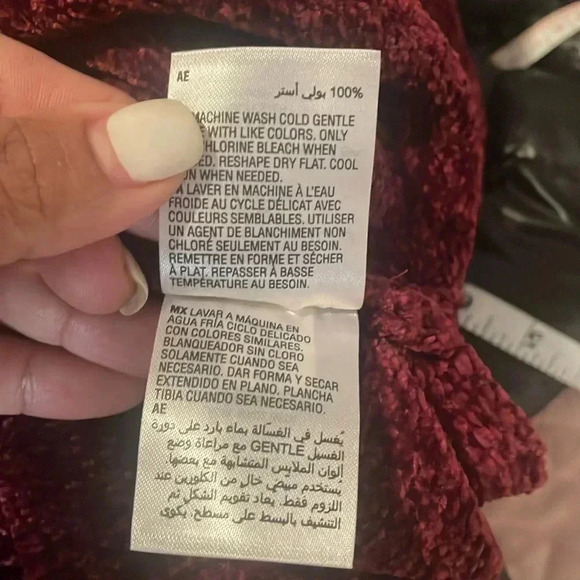 AE
100% بولي أستر
MACHINE WASH COLD GENTLE
WITH LIKE COLORS. ONLY
CHLORINE BLEACH WHEN
RESHAPE DRY FLAT. COOL
WHEN NEEDED.
LAVER EN MACHINE À L'EAU
FROIDE AU CYCLE DÉLICAT AVEC
COULEURS SEMBLABLES. UTILISER
UN AGENT DE BLANCHIMENT NON
CHLORÉ SEULEMENT AU BESOIN.
REMETTRE EN FORME ET SÉCHER
À PLAT. REPASSER À BASSE
TEMPÉRATURE AU BESOIN.
MX LAVAR A MÁQUINA EN
AGUA FRÍA CICLO DELICADO
CON COLORES SIMILARES.
BLANQUEADOR SIN CLORO
SOLAMENTE CUANDO SEA
NECESARIO. DAR FORMA Y SECAR
EXTENDIDO EN PLANO, PLANCHA
TIBIA CUANDO SEA NECESARIO.
AE
يُغسل في الغسالة بماء بارد على دورة
الغسيل GENTLE مع مراعاة وضع
ألوان الملابس المتشابهة مع بعضها.
يُستخدم مبيض خالٍ من الكلورين عند
اللزوم فقط. يعاد تقويم الشكل ثم
التنشيف بالبسط على مسطح. يكوى